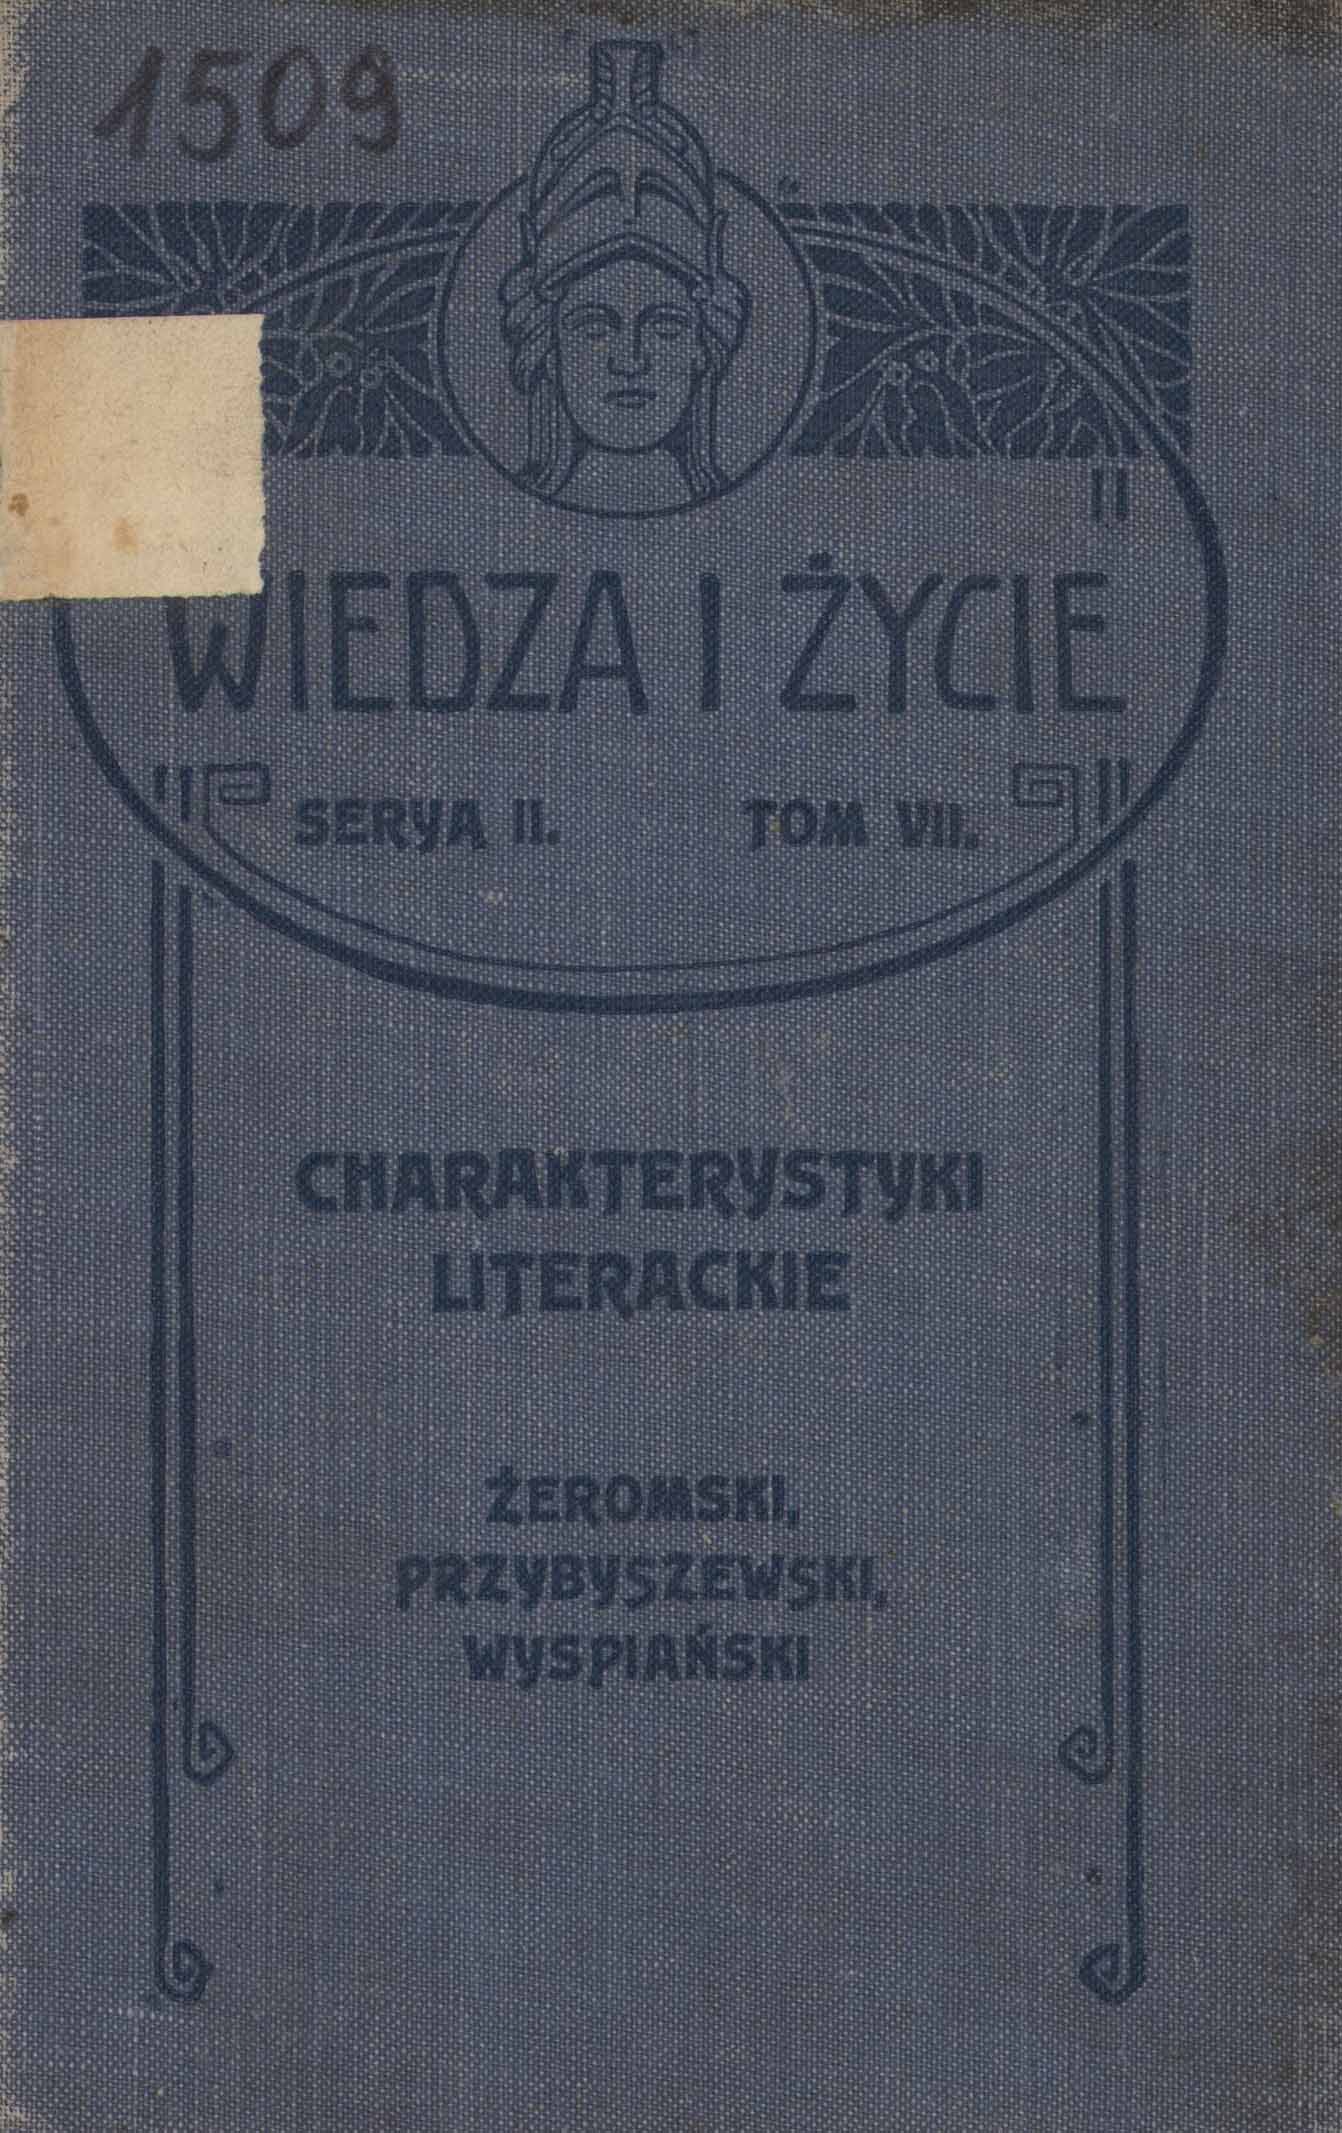 1509
WIEDZA I ŻYCIE
SERYA II. TOM VII.
CHARAKTERYSTYKI
LITERACKIE
ŻEROMSKI,
PRZYBYSZEWSKI,
WYSPIAŃSKI